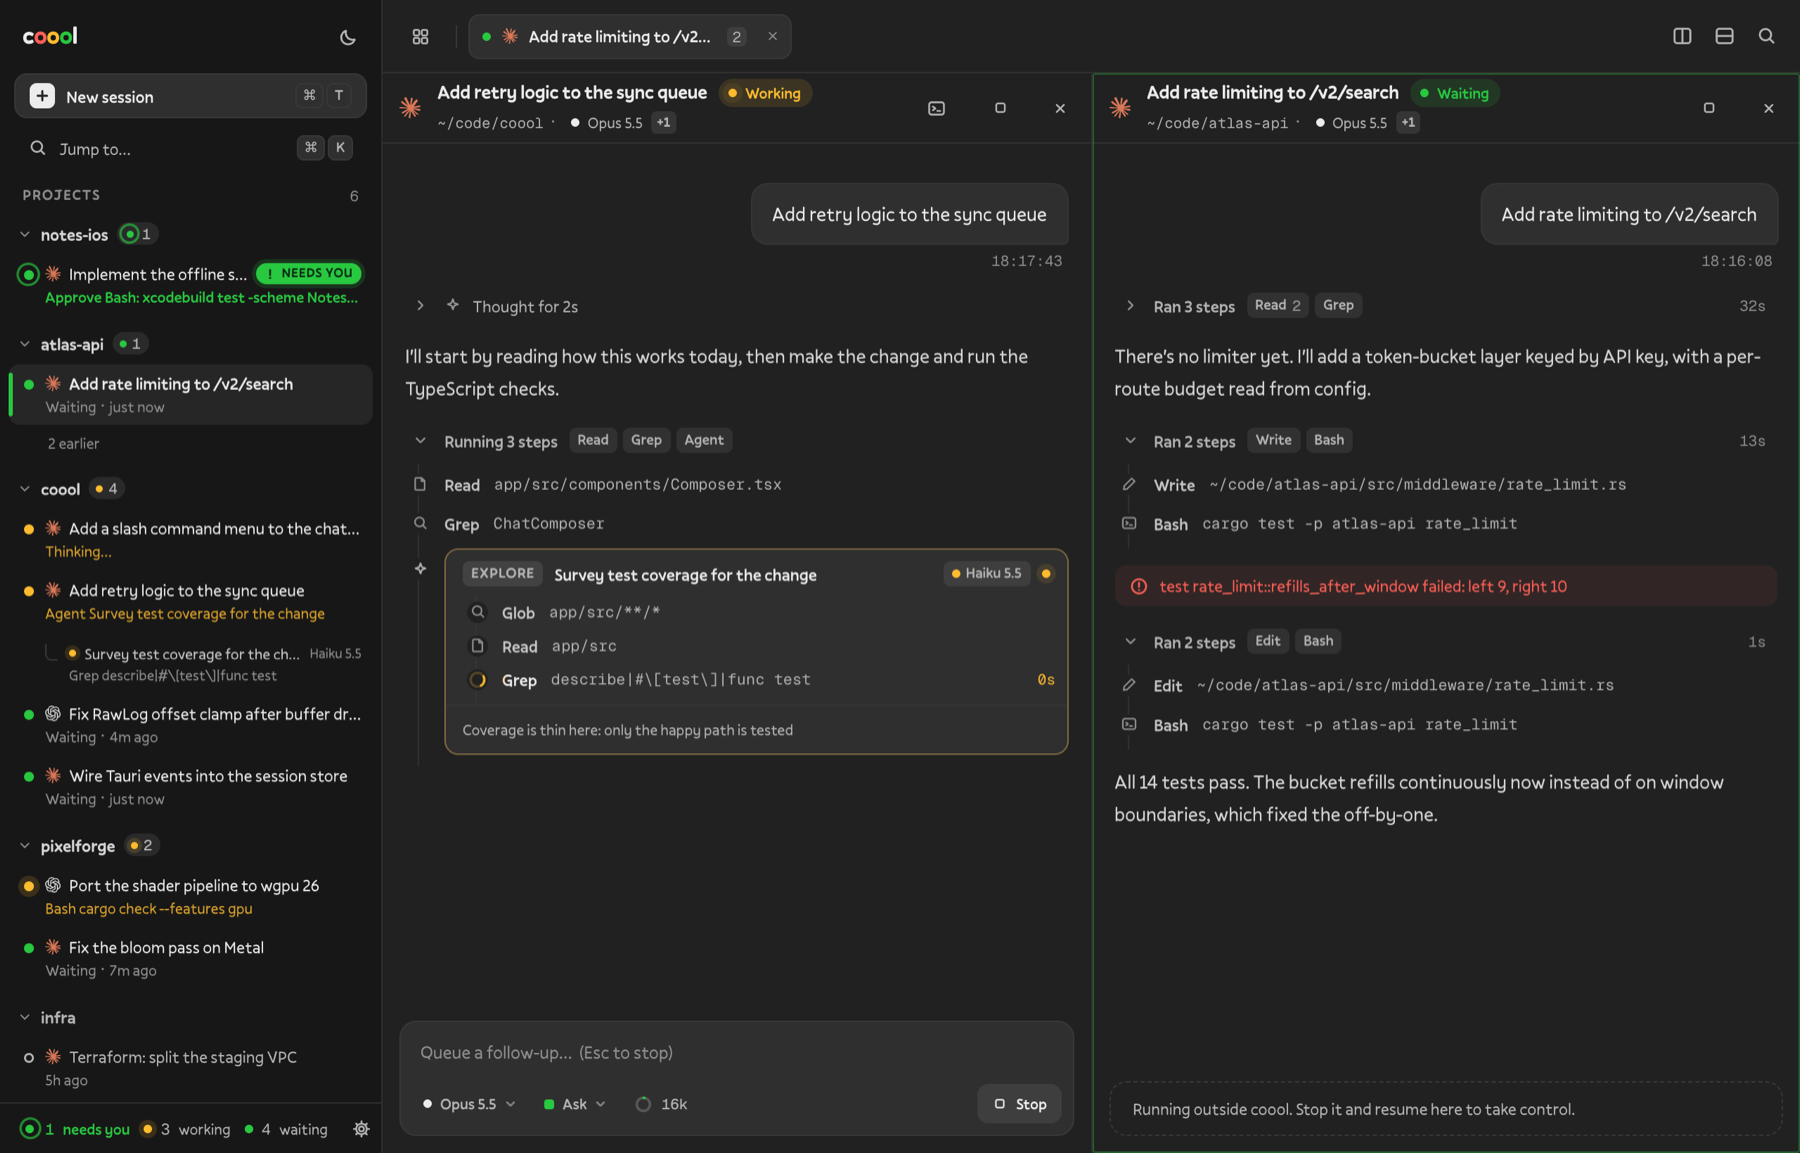 coool
+ New session ⌘ T
Jump to... ⌘ K
PROJECTS 6
notes-ios 1
Implement the offline s... ! NEEDS YOU
Approve Bash: xcodebuild test -scheme Notes...
atlas-api 1
Add rate limiting to /v2/search
Waiting · just now
2 earlier
coool 4
Add a slash command menu to the chat...
Thinking...
Add retry logic to the sync queue
Agent Survey test coverage for the change
Survey test coverage for the ch... Haiku 5.5
Grep describe|#\[test\]|func test
Fix RawLog offset clamp after buffer dr...
Waiting · 4m ago
Wire Tauri events into the session store
Waiting · just now
pixelforge 2
Port the shader pipeline to wgpu 26
Bash cargo check --features gpu
Fix the bloom pass on Metal
Waiting · 7m ago
infra
Terraform: split the staging VPC
5h ago
1 needs you 3 working 4 waiting
Add rate limiting to /v2... 2
Add retry logic to the sync queue Working
~/code/coool · Opus 5.5 +1
Add retry logic to the sync queue
18:17:43
Thought for 2s
I'll start by reading how this works today, then make the change and run the
TypeScript checks.
Running 3 steps Read Grep Agent
Read app/src/components/Composer.tsx
Grep ChatComposer
EXPLORE Survey test coverage for the change Haiku 5.5
Glob app/src/**/*
Read app/src
Grep describe|#\[test\]|func test 0s
Coverage is thin here: only the happy path is tested
Queue a follow-up... (Esc to stop)
Opus 5.5 Ask 16k Stop
Add rate limiting to /v2/search Waiting
~/code/atlas-api · Opus 5.5 +1
Add rate limiting to /v2/search
18:16:08
Ran 3 steps Read 2 Grep 32s
There's no limiter yet. I'll add a token-bucket layer keyed by API key, with a per-
route budget read from config.
Ran 2 steps Write Bash 13s
Write ~/code/atlas-api/src/middleware/rate_limit.rs
Bash cargo test -p atlas-api rate_limit
test rate_limit::refills_after_window failed: left 9, right 10
Ran 2 steps Edit Bash 1s
Edit ~/code/atlas-api/src/middleware/rate_limit.rs
Bash cargo test -p atlas-api rate_limit
All 14 tests pass. The bucket refills continuously now instead of on window
boundaries, which fixed the off-by-one.
Running outside coool. Stop it and resume here to take control.